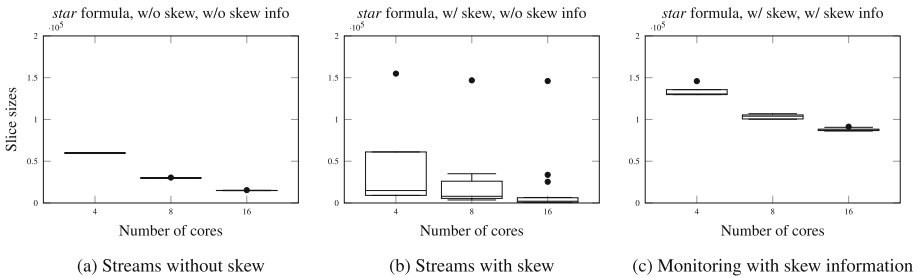 star formula, w/o skew, w/o skew info
·10⁵
2
1.5
1
0.5
0
4 8 16
Slice sizes
Number of cores
(a) Streams without skew
star formula, w/ skew, w/o skew info
·10⁵
2
1.5
1
0.5
0
4 8 16
Number of cores
(b) Streams with skew
star formula, w/ skew, w/ skew info
·10⁵
2
1.5
1
0.5
0
4 8 16
Number of cores
(c) Monitoring with skew information